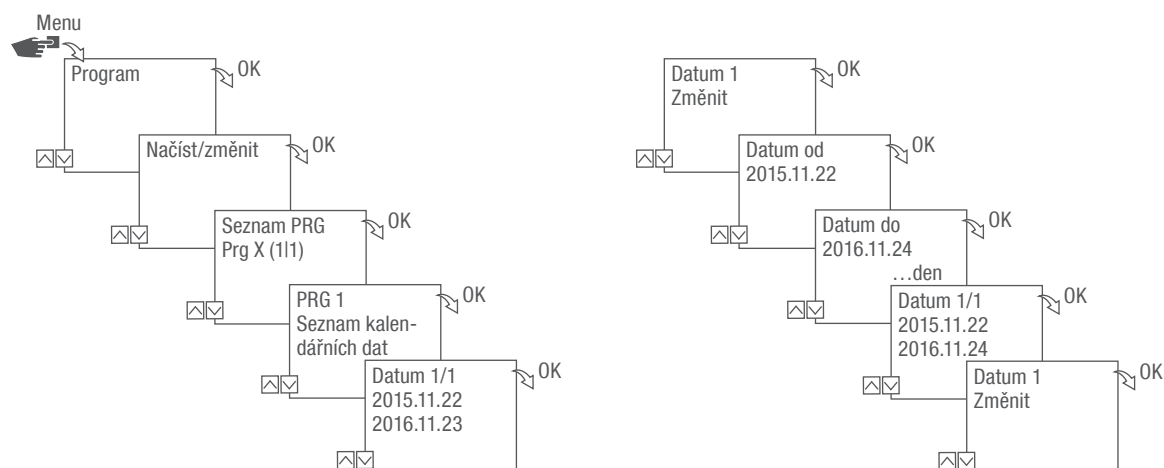 Menu
Program
OK
Načíst/změnit
OK
Seznam PRG
Prg X (1|1)
OK
PRG 1
Seznam kalen-
dářních dat
OK
Datum 1/1
2015.11.22
2016.11.23
OK
Datum 1
Změnit
OK
Datum od
2015.11.22
OK
Datum do
2016.11.24
…den
OK
Datum 1/1
2015.11.22
2016.11.24
OK
Datum 1
Změnit
OK